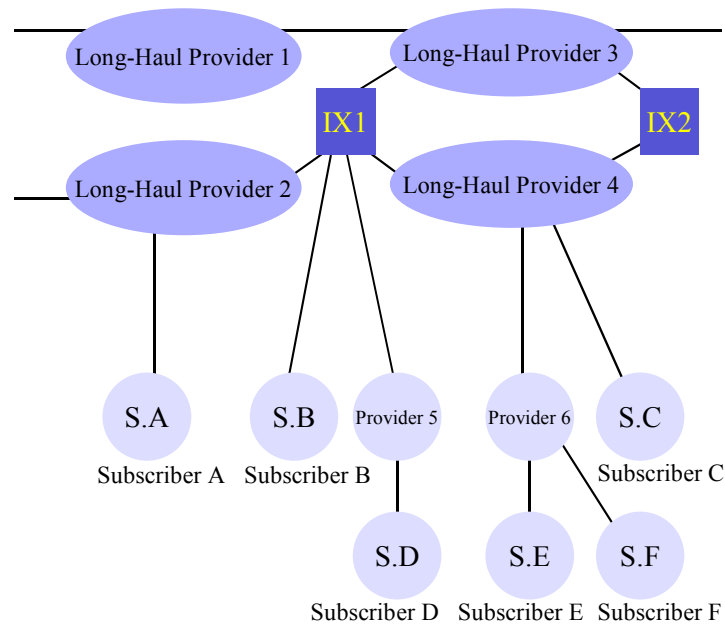 Long-Haul Provider 1
Long-Haul Provider 3
IX1
IX2
Long-Haul Provider 2
Long-Haul Provider 4
S.A
S.B
Provider 5
Provider 6
S.C
Subscriber A
Subscriber B
Subscriber C
S.D
S.E
S.F
Subscriber D
Subscriber E
Subscriber F